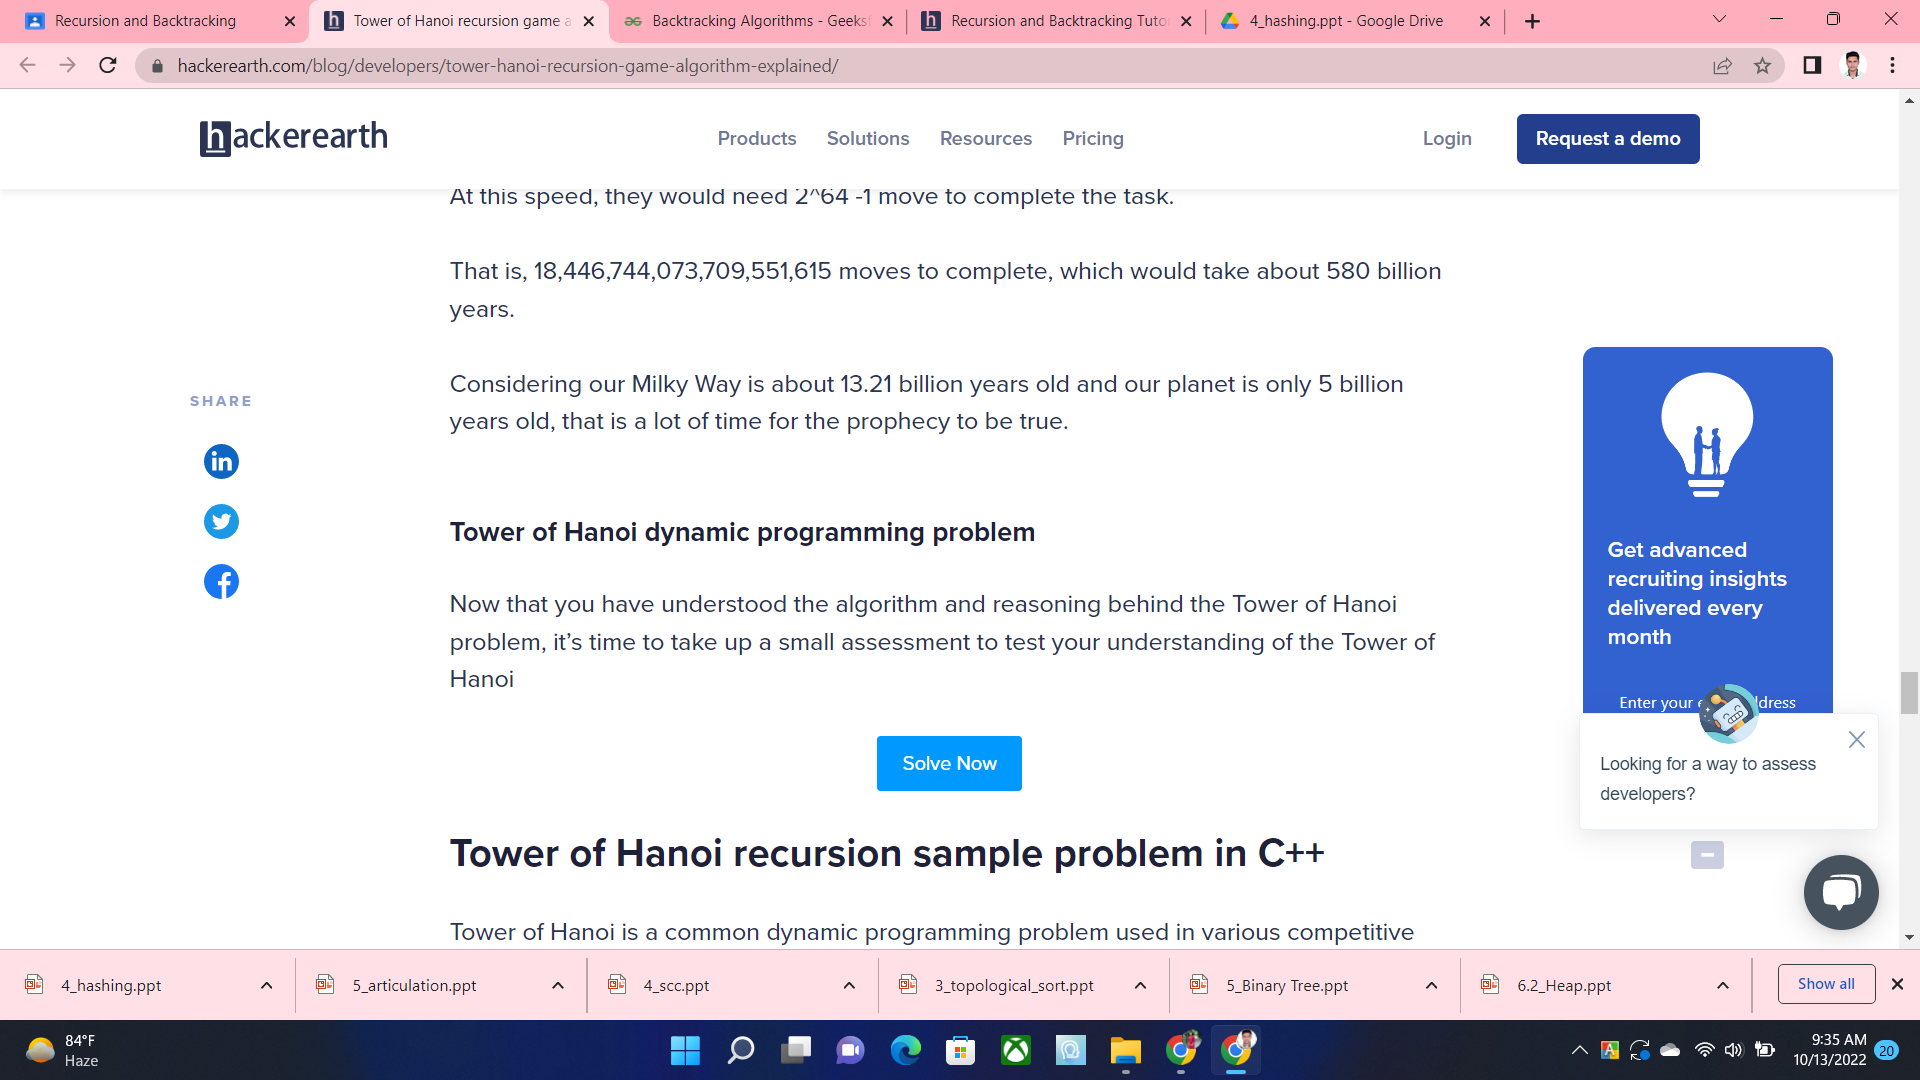 Recursion and Backtracking
Tower of Hanoi recursion game a
Backtracking Algorithms - Geeksf
Recursion and Backtracking Tuto
4_hashing.ppt - Google Drive
hackerearth.com/blog/developers/tower-hanoi-recursion-game-algorithm-explained/
hackerearth
Products Solutions Resources Pricing
Login
Request a demo
At this speed, they would need 2^64 -1 move to complete the task.
That is, 18,446,744,073,709,551,615 moves to complete, which would take about 580 billion
years.
Considering our Milky Way is about 13.21 billion years old and our planet is only 5 billion
years old, that is a lot of time for the prophecy to be true.
SHARE
Tower of Hanoi dynamic programming problem
Now that you have understood the algorithm and reasoning behind the Tower of Hanoi
problem, it’s time to take up a small assessment to test your understanding of the Tower of
Hanoi
Solve Now
Tower of Hanoi recursion sample problem in C++
Tower of Hanoi is a common dynamic programming problem used in various competitive
Get advanced
recruiting insights
delivered every
month
Enter your e dress
Looking for a way to assess
developers?
4_hashing.ppt
5_articulation.ppt
4_scc.ppt
3_topological_sort.ppt
5_Binary Tree.ppt
6.2_Heap.ppt
Show all
84°F
Haze
9:35 AM
10/13/2022
20